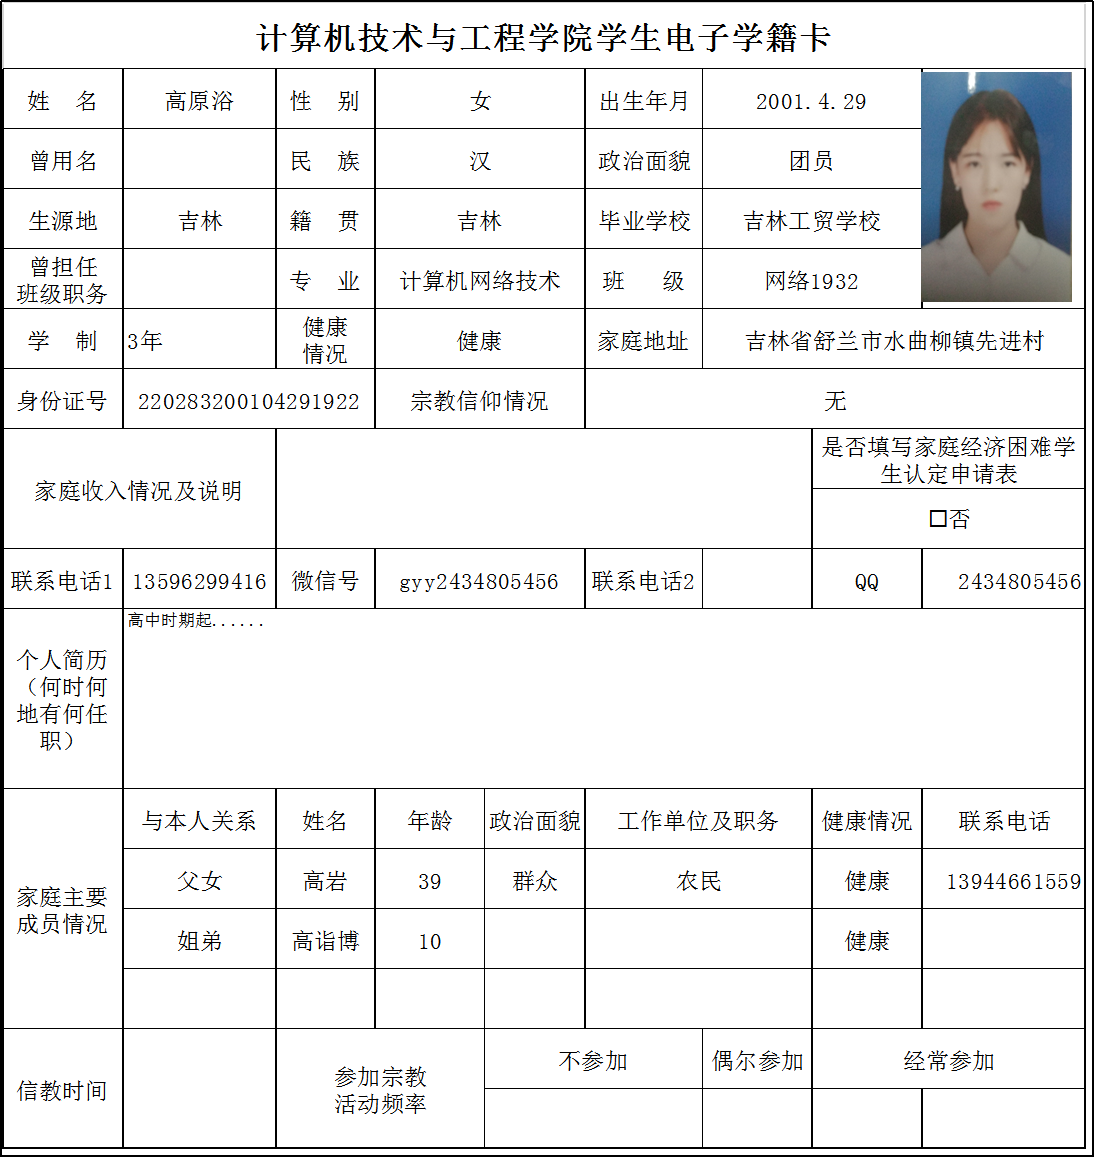 计算机技术与工程学院学生电子学籍卡
姓 名 高原浴 性 别 女 出生年月 2001.4.29
曾用名 民 族 汉 政治面貌 团员
生源地 吉林 籍 贯 吉林 毕业学校 吉林工贸学校
曾担任
班级职务 专 业 计算机网络技术 班 级 网络1932
学 制 3年 健康
情况 健康 家庭地址 吉林省舒兰市水曲柳镇先进村
身份证号 220283200104291922 宗教信仰情况 无
家庭收入情况及说明 是否填写家庭经济困难学
生认定申请表
□否
联系电话1 13596299416 微信号 gyy2434805456 联系电话2 QQ 2434805456
个人简历
（何时何
地有何任
职） 高中时期起......
家庭主要
成员情况
与本人关系 姓名 年龄 政治面貌 工作单位及职务 健康情况 联系电话
父女 高岩 39 群众 农民 健康 13944661559
姐弟 高诣博 10 健康
信教时间 参加宗教
活动频率 不参加 偶尔参加 经常参加